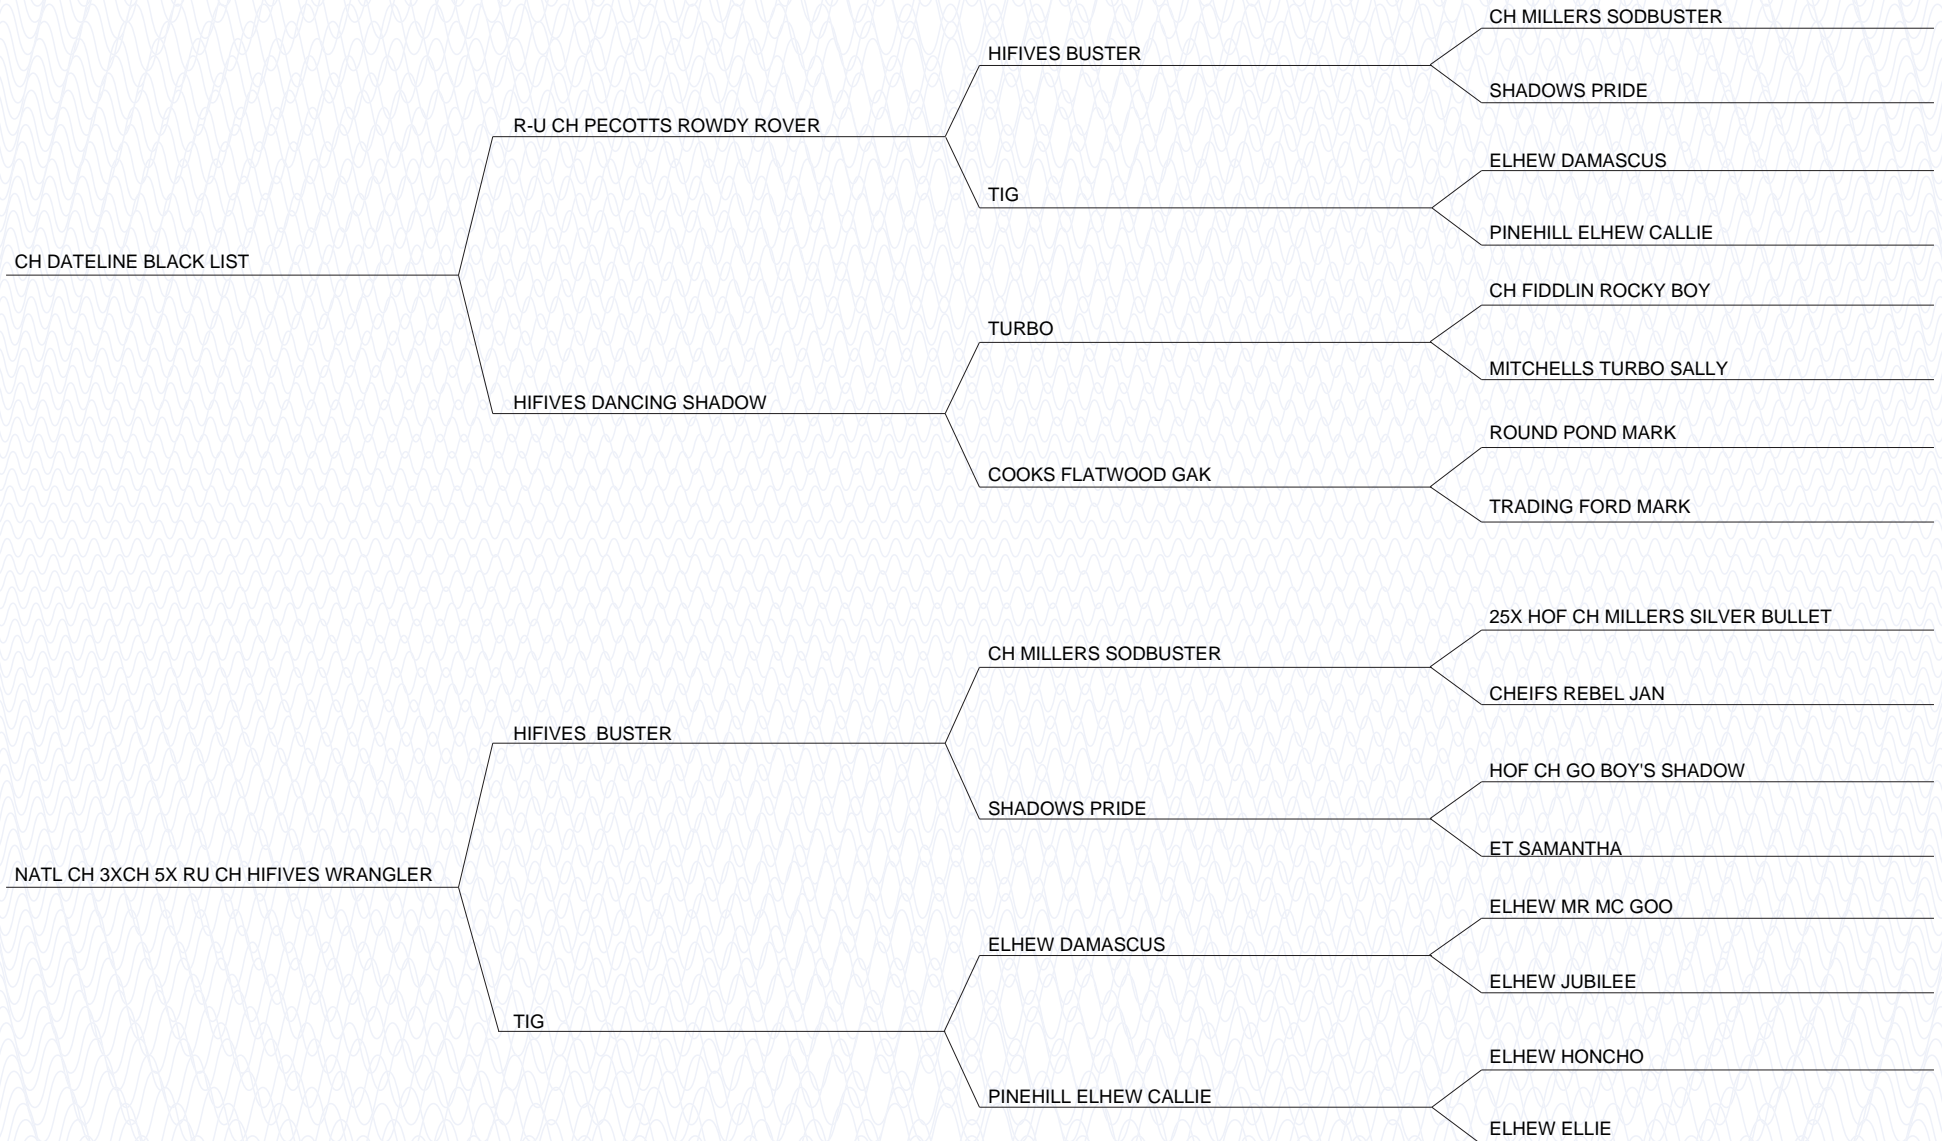 CH MILLERS SODBUSTER
HIFIVES BUSTER
SHADOWS PRIDE
R-U CH PECOTTS ROWDY ROVER
ELHEW DAMASCUS
TIG
PINEHILL ELHEW CALLIE
CH DATELINE BLACK LIST
CH FIDDLIN ROCKY BOY
TURBO
MITCHELLS TURBO SALLY
HIFIVES DANCING SHADOW
ROUND POND MARK
COOKS FLATWOOD GAK
TRADING FORD MARK
25X HOF CH MILLERS SILVER BULLET
CH MILLERS SODBUSTER
CHEIFS REBEL JAN
HIFIVES  BUSTER
HOF CH GO BOY'S SHADOW
SHADOWS PRIDE
ET SAMANTHA
NATL CH 3XCH 5X RU CH HIFIVES WRANGLER
ELHEW MR MC GOO
ELHEW DAMASCUS
ELHEW JUBILEE
TIG
ELHEW HONCHO
PINEHILL ELHEW CALLIE
ELHEW ELLIE